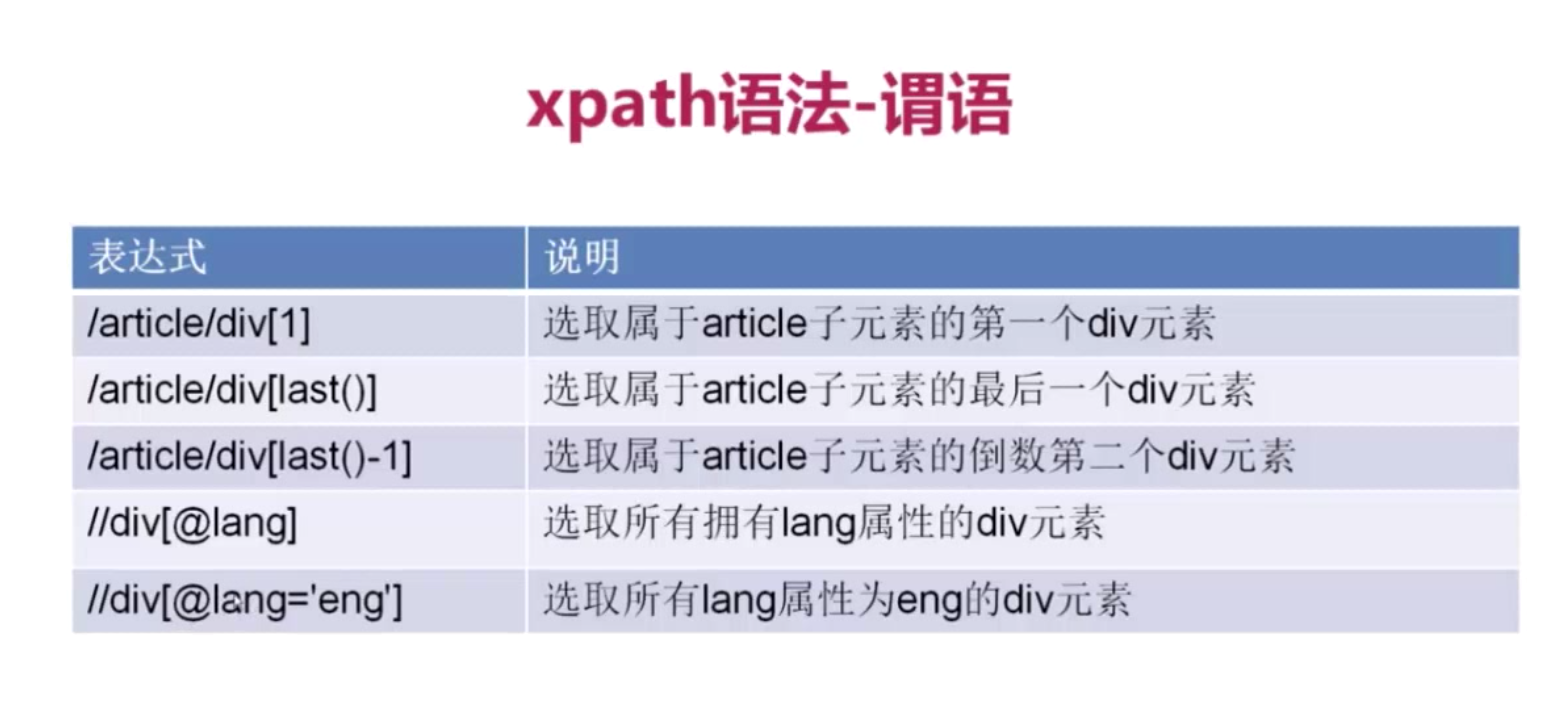 xpath语法-谓语
表达式 说明
/article/div[1] 选取属于article子元素的第一个div元素
/article/div[last()] 选取属于article子元素的最后一个div元素
/article/div[last()-1] 选取属于article子元素的倒数第二个div元素
//div[@lang] 选取所有拥有lang属性的div元素
//div[@lang='eng'] 选取所有lang属性为eng的div元素